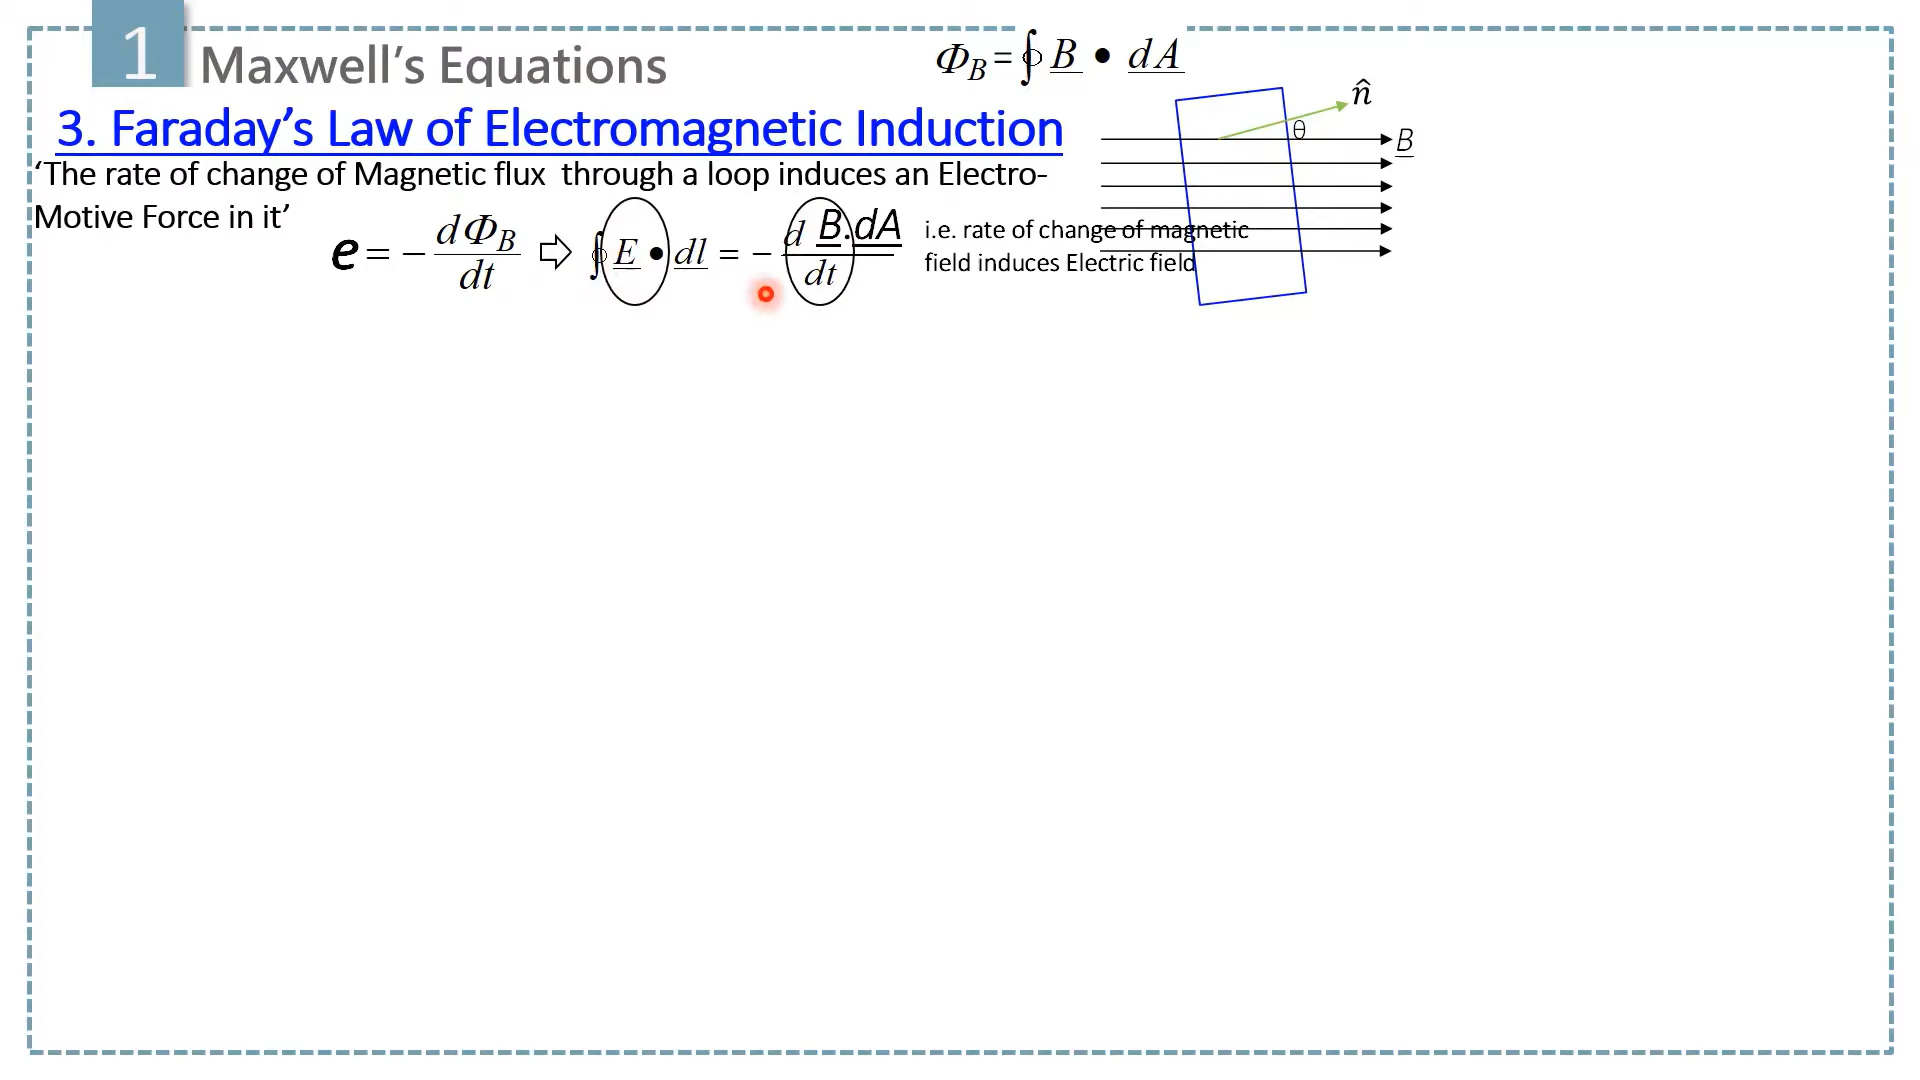 1
Maxwell’s Equations
Φ_B = ∮ B • dA
3. Faraday’s Law of Electromagnetic Induction
n̂
θ
B
‘The rate of change of Magnetic flux through a loop induces an Electro-
Motive Force in it’
e = − dΦ_B/dt ⇨ ∮ E • dl = − d B.dA/dt
i.e. rate of change of magnetic
field induces Electric field